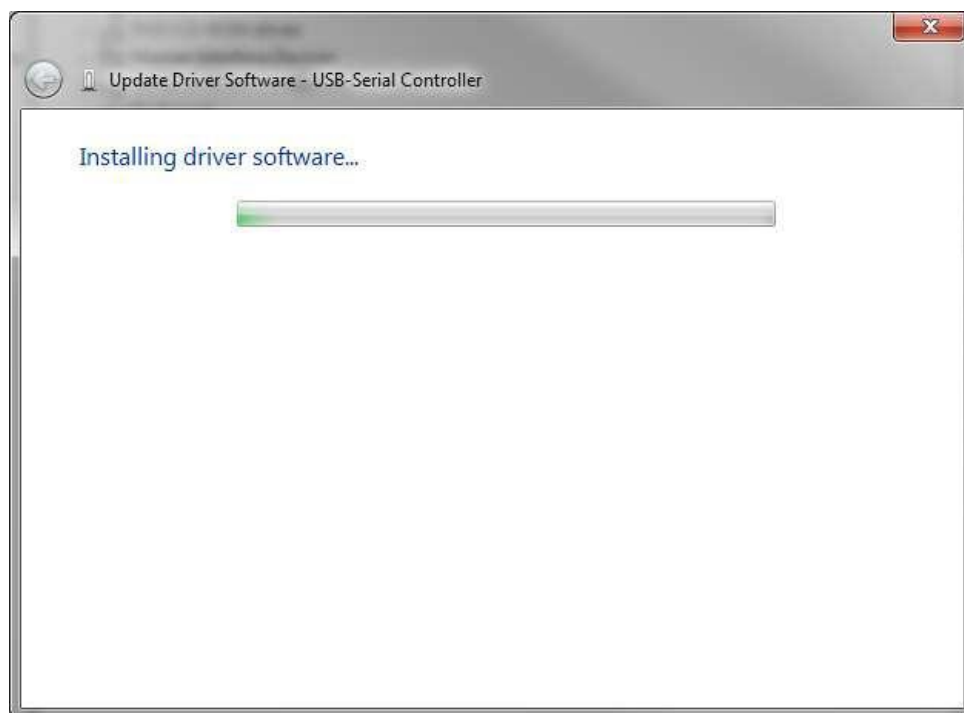 Update Driver Software - USB-Serial Controller
Installing driver software...